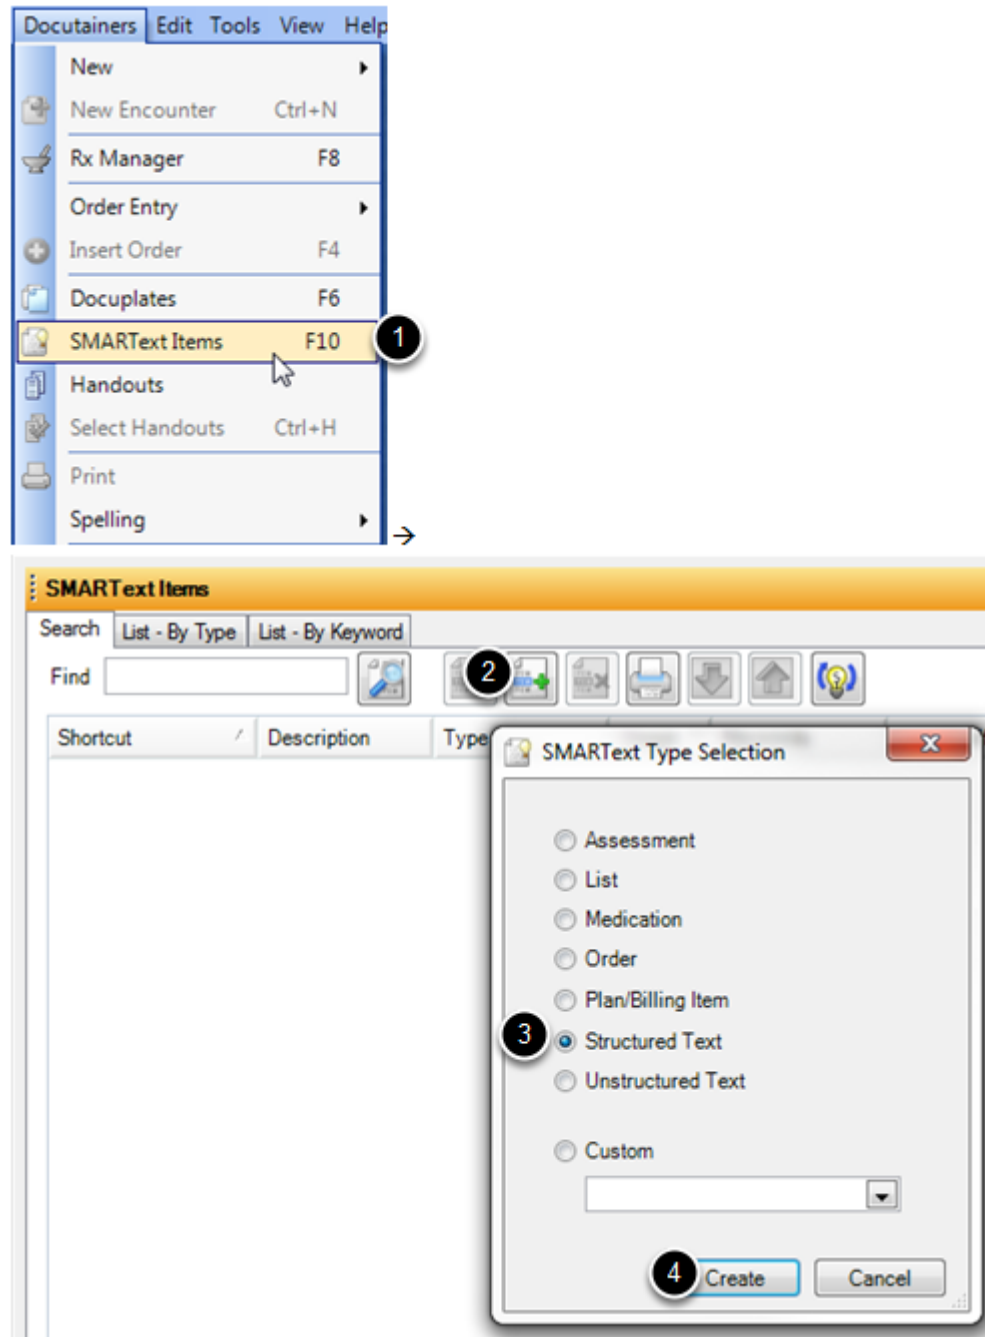 Docutainers Edit Tools View Help
New
New Encounter Ctrl+N
Rx Manager F8
Order Entry
Insert Order F4
Docuplates F6
SMARText Items F10
1
Handouts
Select Handouts Ctrl+H
Print
Spelling
→
SMARText Items
Search List - By Type List - By Keyword
Find
2
Shortcut Description Type
SMARText Type Selection
Assessment
List
Medication
Order
Plan/Billing Item
3 Structured Text
Unstructured Text
Custom
4 Create Cancel